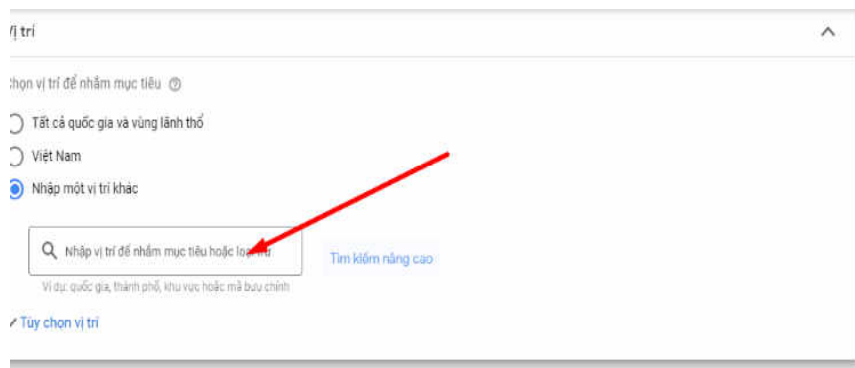 Vị trí
Chọn vị trí để nhắm mục tiêu
Tất cả quốc gia và vùng lãnh thổ
Việt Nam
Nhập một vị trí khác
Nhập vị trí để nhắm mục tiêu hoặc loại trừ
Tìm kiếm nâng cao
Ví dụ: quốc gia, thành phố, khu vực hoặc mã bưu chính
Tùy chọn vị trí